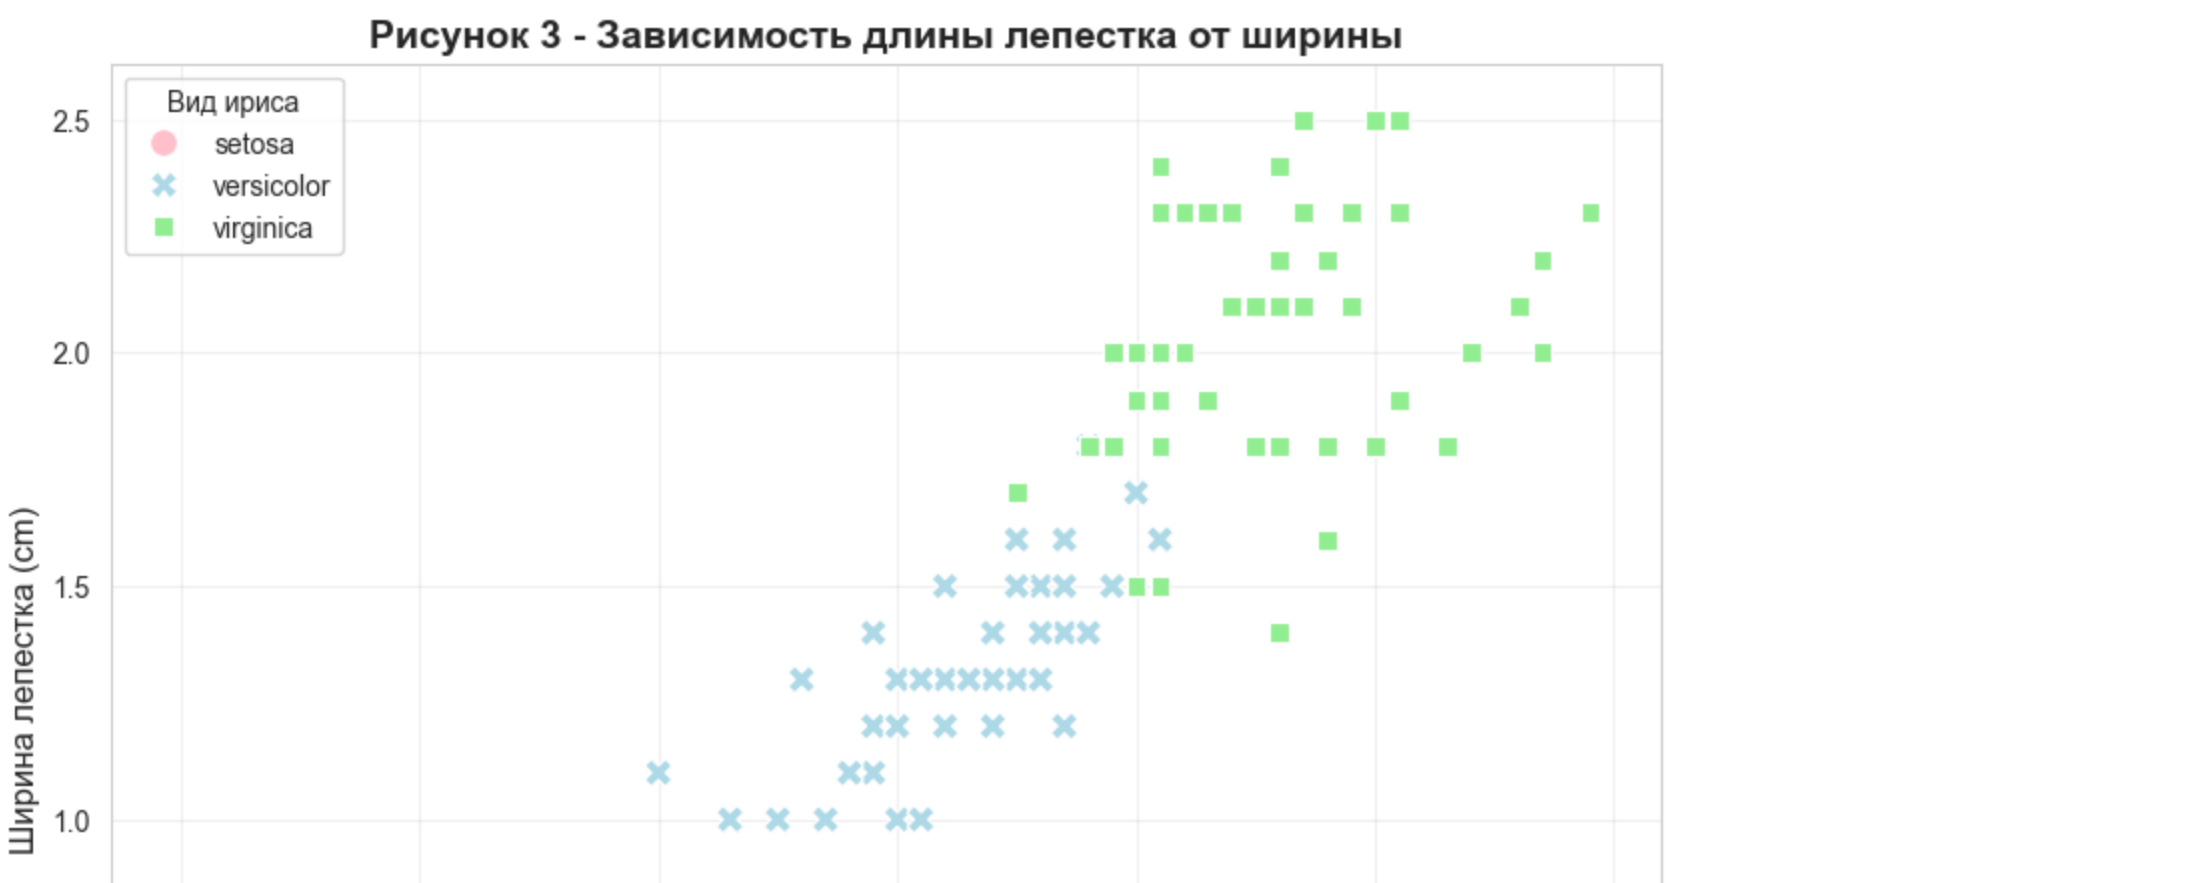 Рисунок 3 - Зависимость длины лепестка от ширины
Вид ириса
setosa
versicolor
virginica
2.5
2.0
1.5
1.0
Ширина лепестка (cm)